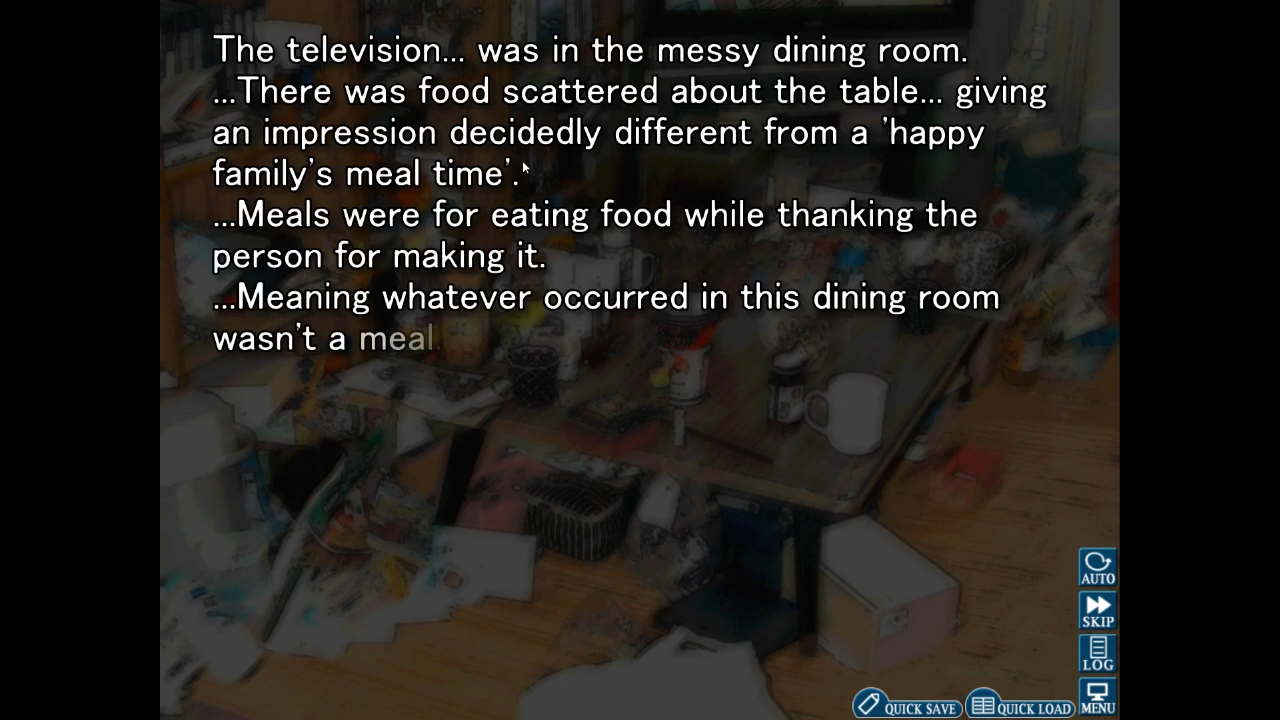 The television... was in the messy dining room.
...There was food scattered about the table... giving
an impression decidedly different from a 'happy
family's meal time'.
...Meals were for eating food while thanking the
person for making it.
...Meaning whatever occurred in this dining room
wasn't a meal.
AUTO
SKIP
LOG
MENU
QUICK SAVE
QUICK LOAD